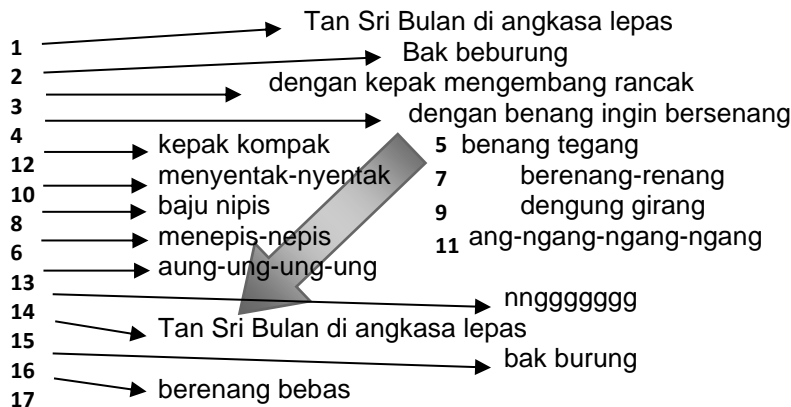 Tan Sri Bulan di angkasa lepas
1
Bak beburung
2
dengan kepak mengembang rancak
3
dengan benang ingin bersenang
4
kepak kompak 5 benang tegang
12
menyentak-nyentak 7 berenang-renang
10
baju nipis 9 dengung girang
8
menepis-nepis 11 ang-ngang-ngang-ngang
6
aung-ung-ung-ung
13
nnggggggg
14
Tan Sri Bulan di angkasa lepas
15
bak burung
16
berenang bebas
17